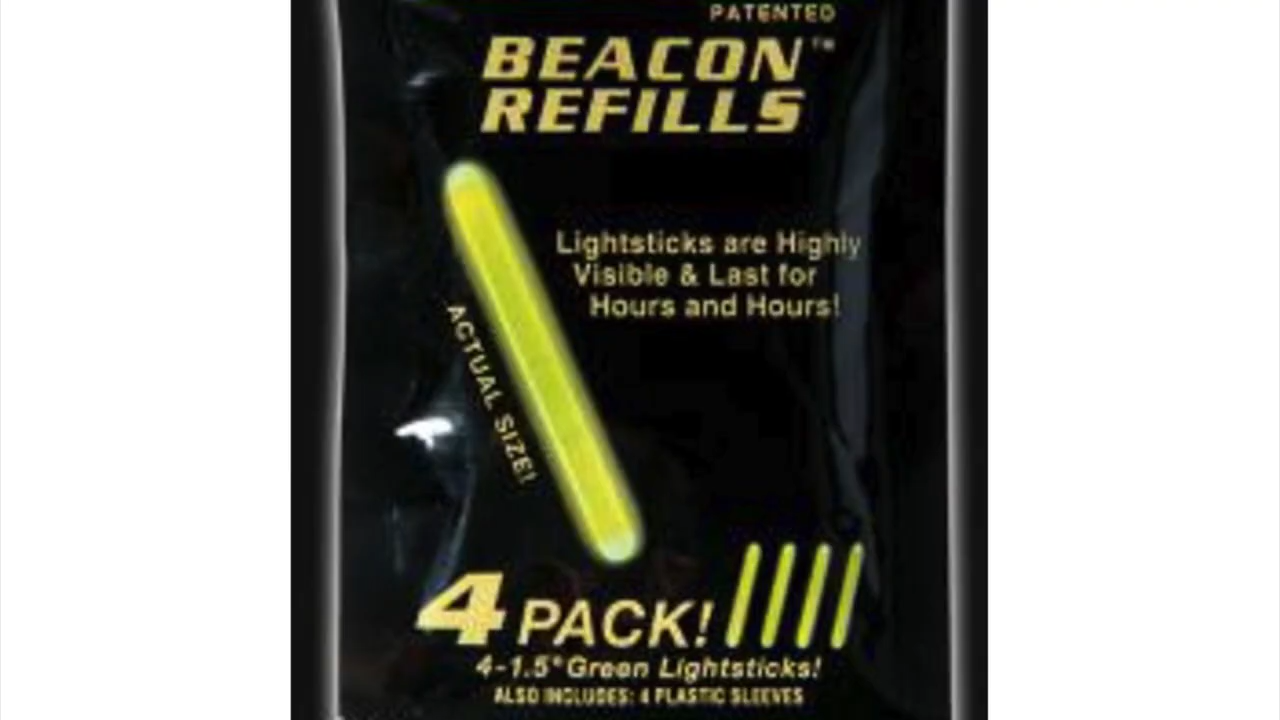 PATENTED
BEACON™
REFILLS
Lightsticks are Highly
Visible & Last for
Hours and Hours!
ACTUAL SIZE!
4 PACK!
4-1.5" Green Lightsticks!
ALSO INCLUDES: 4 PLASTIC SLEEVES